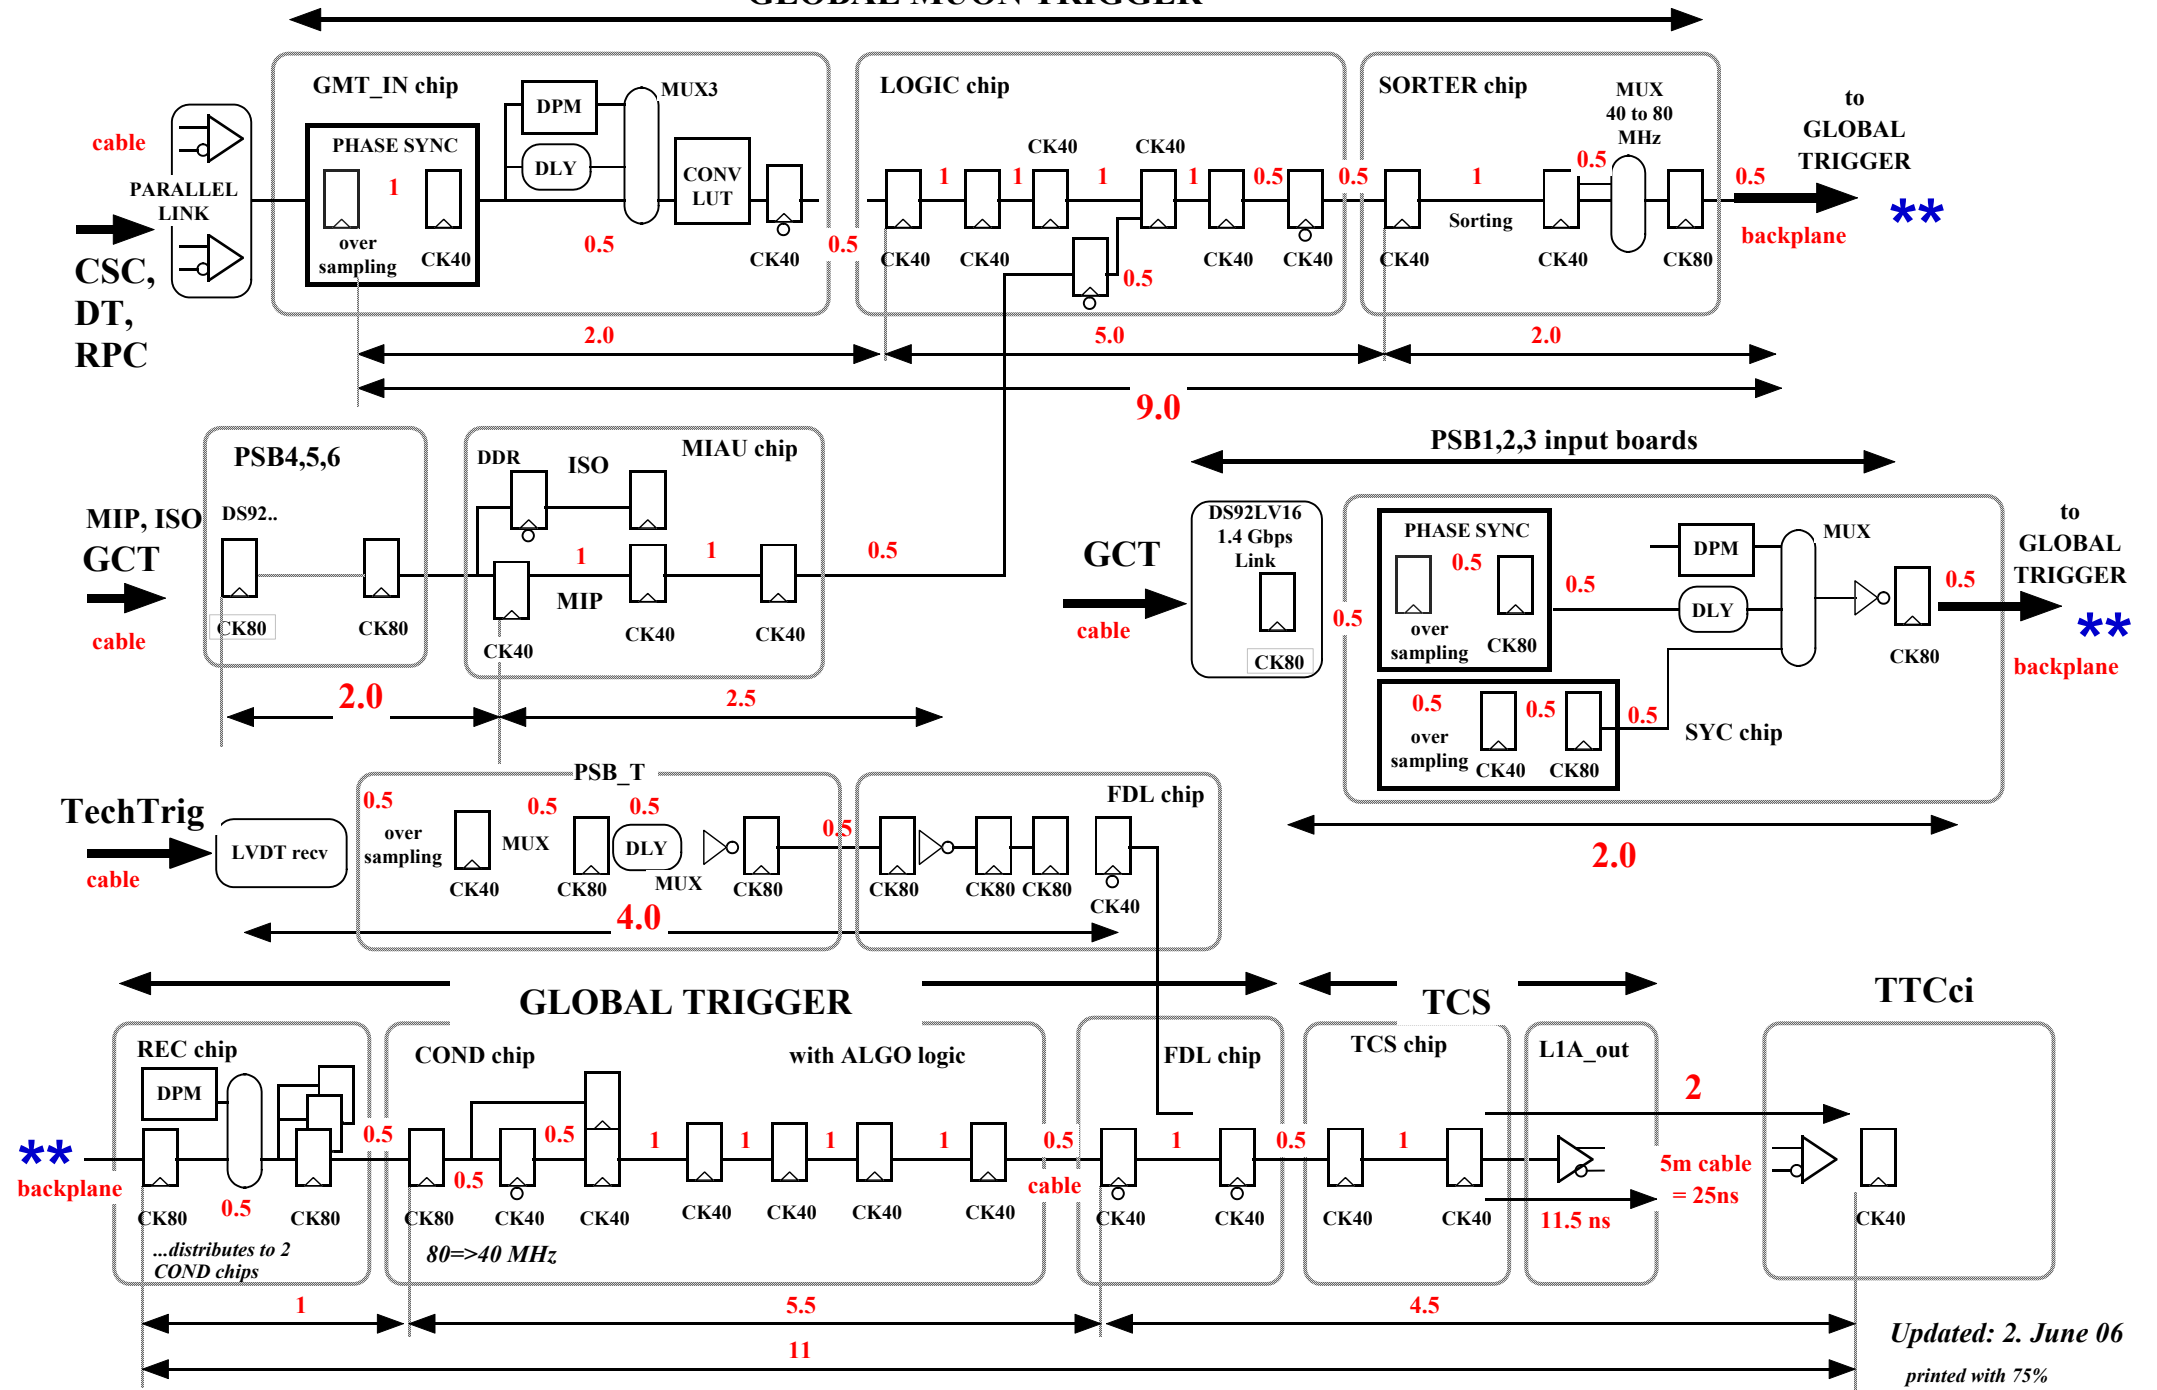 GLOBAL MUON TRIGGER
GMT_IN chip
LOGIC chip
SORTER chip
cable
PARALLEL
LINK
CSC,
DT,
RPC
PHASE SYNC
1
over
sampling
CK40
DPM
DLY
MUX3
CONV
LUT
0.5
CK40
0.5
CK40
CK40
1
1
1
1
0.5
0.5
CK40
CK40
CK40
CK40
0.5
1
Sorting
0.5
MUX
40 to 80
MHz
CK40
CK40
CK80
0.5
to
GLOBAL
TRIGGER
**
backplane
2.0
5.0
2.0
9.0
PSB4,5,6
MIAU chip
MIP, ISO
GCT
cable
DS92..
CK80
CK80
DDR
ISO
1
1
0.5
MIP
CK40
CK40
CK40
2.0
2.5
PSB1,2,3 input boards
GCT
cable
DS92LV16
1.4 Gbps
Link
CK80
0.5
PHASE SYNC
0.5
over
sampling
CK80
0.5
DPM
DLY
MUX
CK80
0.5
to
GLOBAL
TRIGGER
**
backplane
0.5
over
sampling
CK40
0.5
CK80
0.5
SYC chip
2.0
TechTrig
cable
LVDT recv
PSB_T
0.5
over
sampling
CK40
0.5
MUX
CK80
0.5
DLY
MUX
CK80
0.5
FDL chip
CK80
CK80
CK80
CK40
4.0
GLOBAL TRIGGER
TCS
TTCci
**
backplane
REC chip
DPM
CK80
0.5
CK80
...distributes to 2
COND chips
0.5
COND chip
with ALGO logic
CK80
0.5
CK40
0.5
CK40
80=>40 MHz
1
1
1
1
CK40
CK40
CK40
CK40
0.5
cable
FDL chip
1
CK40
CK40
0.5
TCS chip
1
CK40
CK40
L1A_out
11.5 ns
2
5m cable
= 25ns
CK40
1
5.5
4.5
11
Updated: 2. June 06
printed with 75%